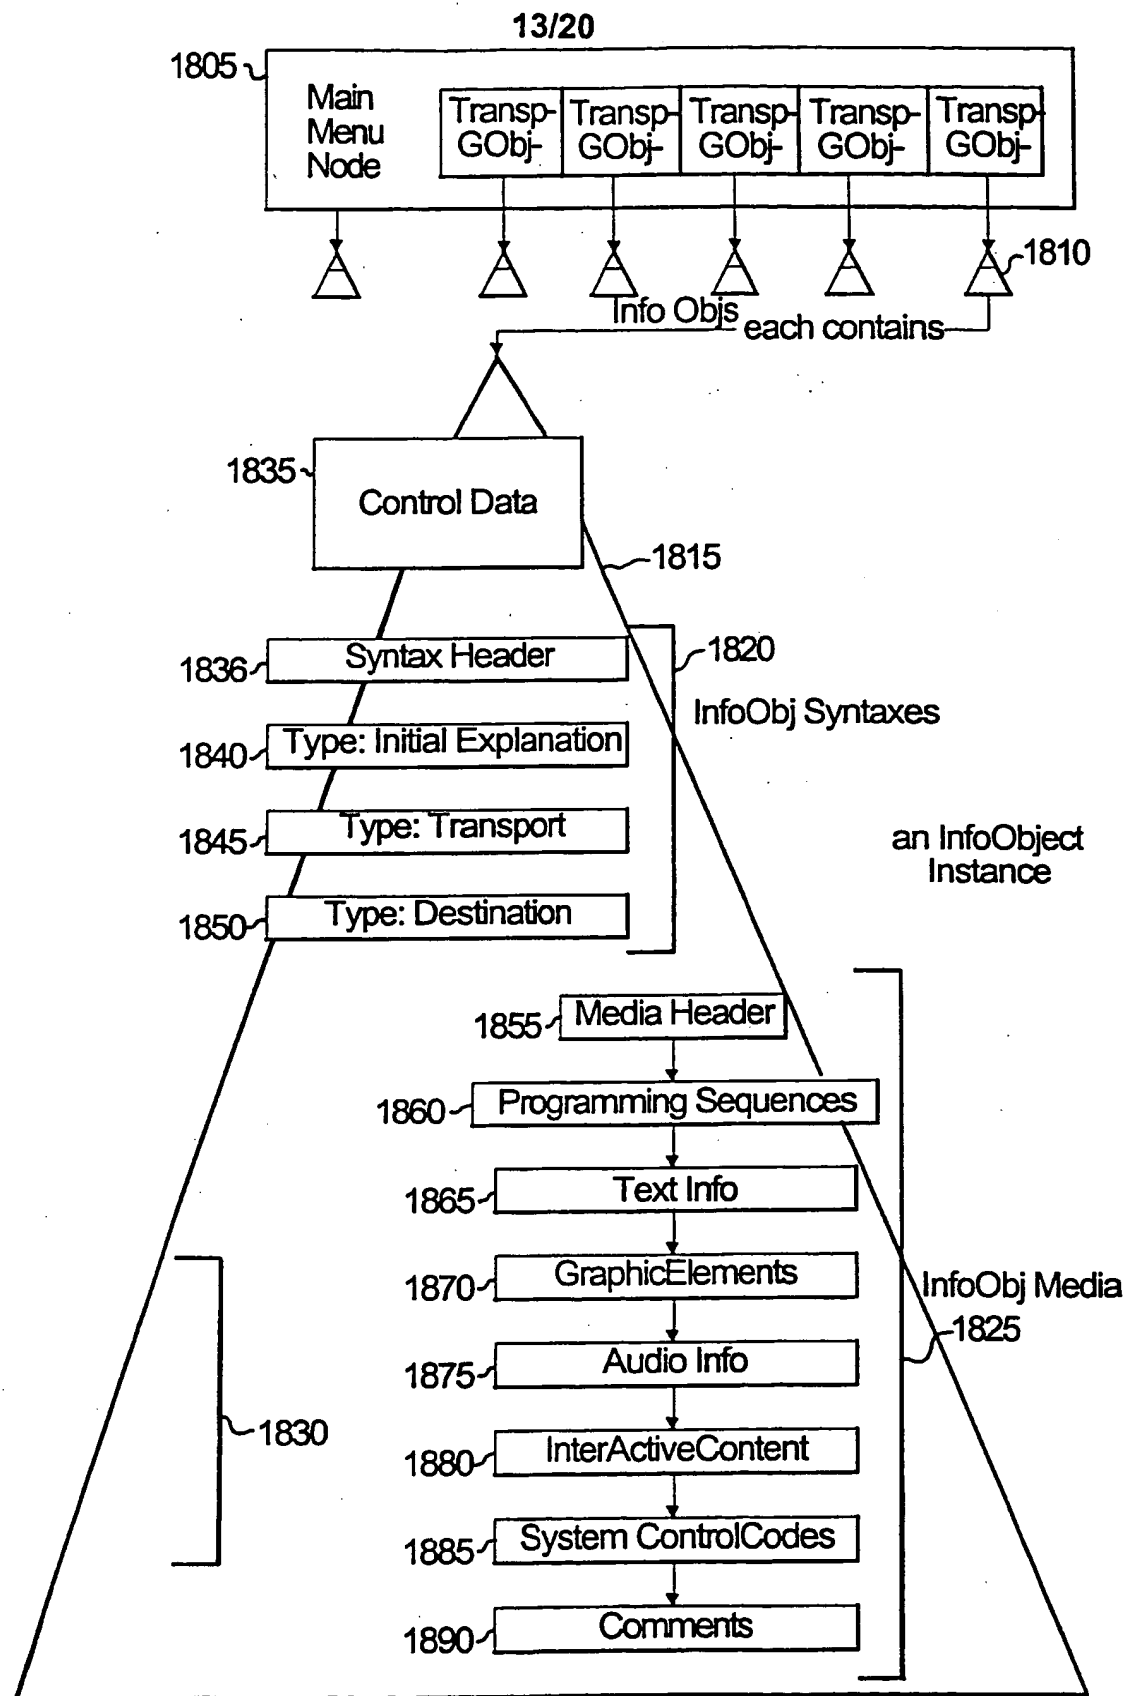 13/20
1805
Main
Menu
Node
Transp-
GObj-
Transp-
GObj-
Transp-
GObj-
Transp-
GObj-
Transp-
GObj-
1810
Info Objs
each contains
1835
Control Data
1815
1836
Syntax Header
1820
InfoObj Syntaxes
1840
Type: Initial Explanation
1845
Type: Transport
an InfoObject
Instance
1850
Type: Destination
1855
Media Header
1860
Programming Sequences
1865
Text Info
1870
GraphicElements
InfoObj Media
1825
1875
Audio Info
1830
1880
InterActiveContent
1885
System ControlCodes
1890
Comments